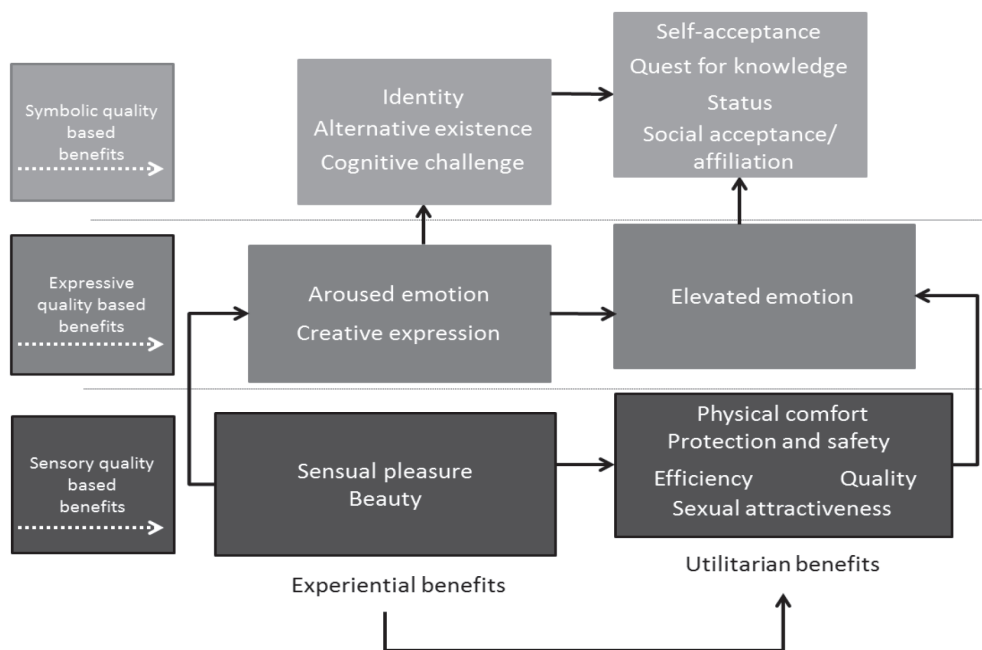 Symbolic quality
based
benefits
Identity
Alternative existence
Cognitive challenge
Self-acceptance
Quest for knowledge
Status
Social acceptance/
affiliation
Expressive
quality based
benefits
Aroused emotion
Creative expression
Elevated emotion
Sensory quality
based
benefits
Sensual pleasure
Beauty
Physical comfort
Protection and safety
Efficiency Quality
Sexual attractiveness
Experiential benefits
Utilitarian benefits